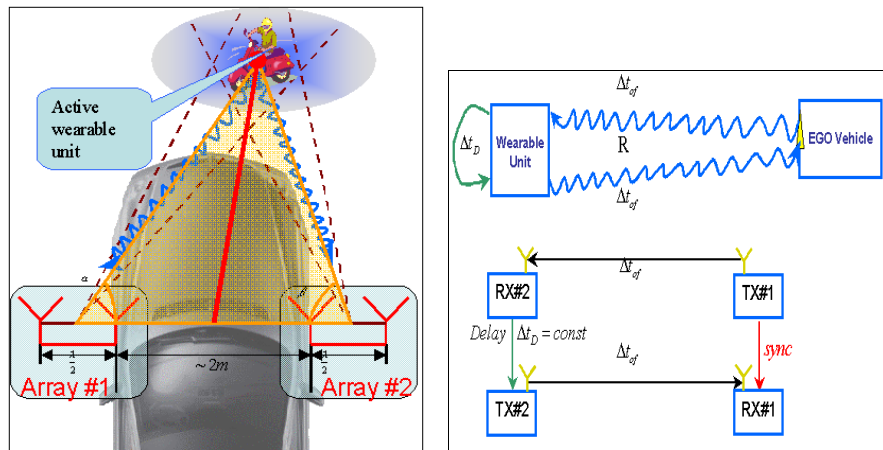 Active
wearable
unit
α
1/2
~ 2m
1/2
Array #1
Array #2
Δt_of
Δt_D
Wearable
Unit
R
EGO Vehicle
Δt_of
RX#2
Δt_of
TX#1
Delay
Δt_D = const
sync
Δt_of
TX#2
RX#1